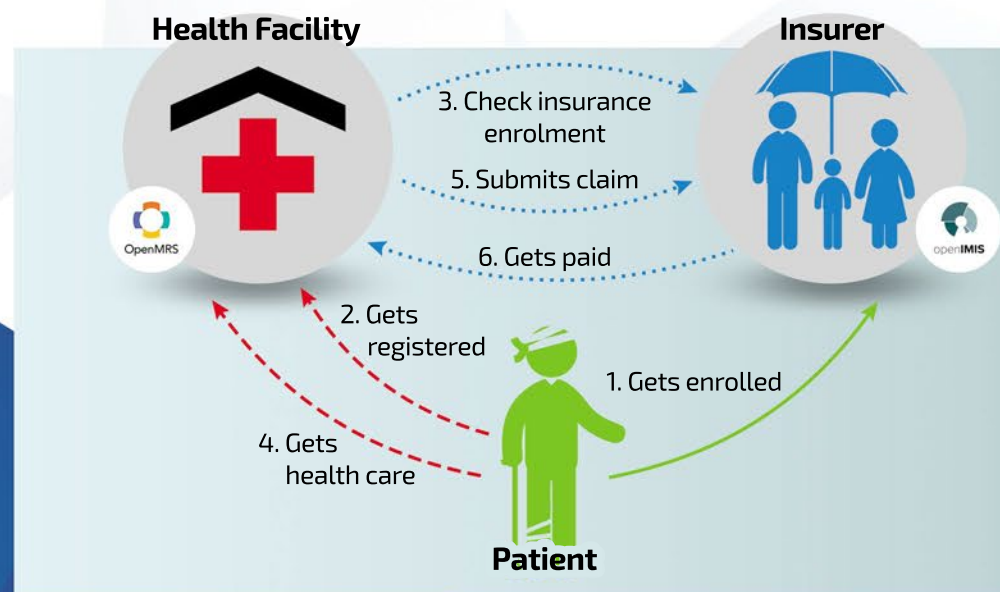 Health Facility
Insurer
3. Check insurance
enrolment
5. Submits claim
OpenMRS
openIMIS
6. Gets paid
2. Gets
registered
1. Gets enrolled
4. Gets
health care
Patient